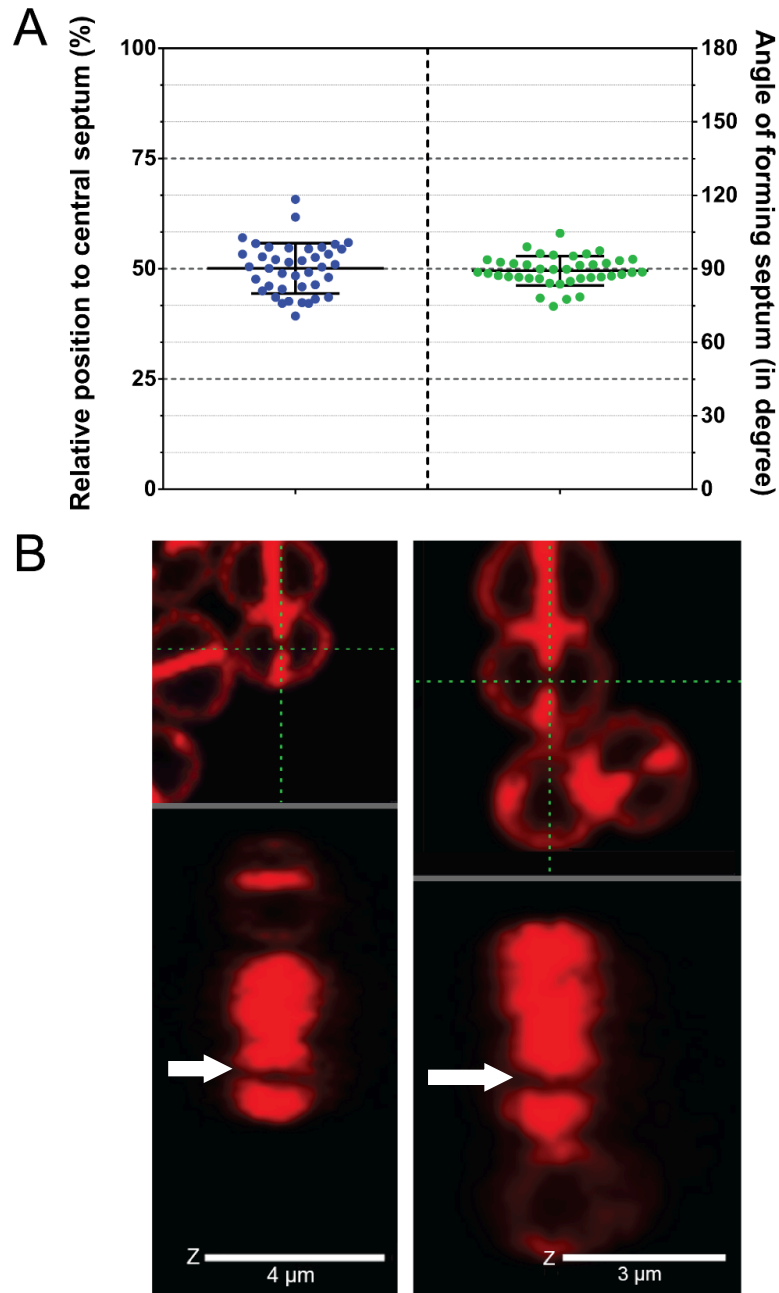 A
Relative position to central septum (%)
100
75
50
25
0
180
150
120
90
60
30
0
Angle of forming septum (in degree)
B
Z
4 µm
Z
3 µm